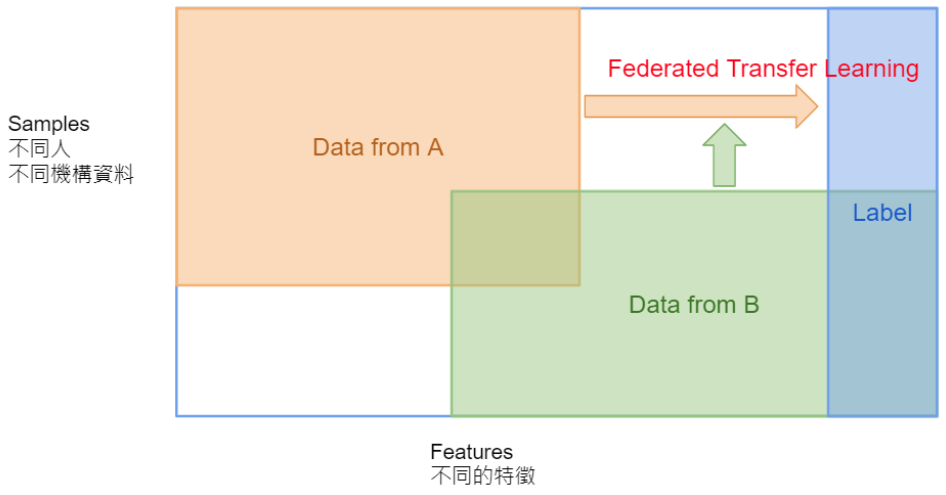 Federated Transfer Learning
Samples
不同人
不同機構資料
Data from A
Label
Data from B
Features
不同的特徵